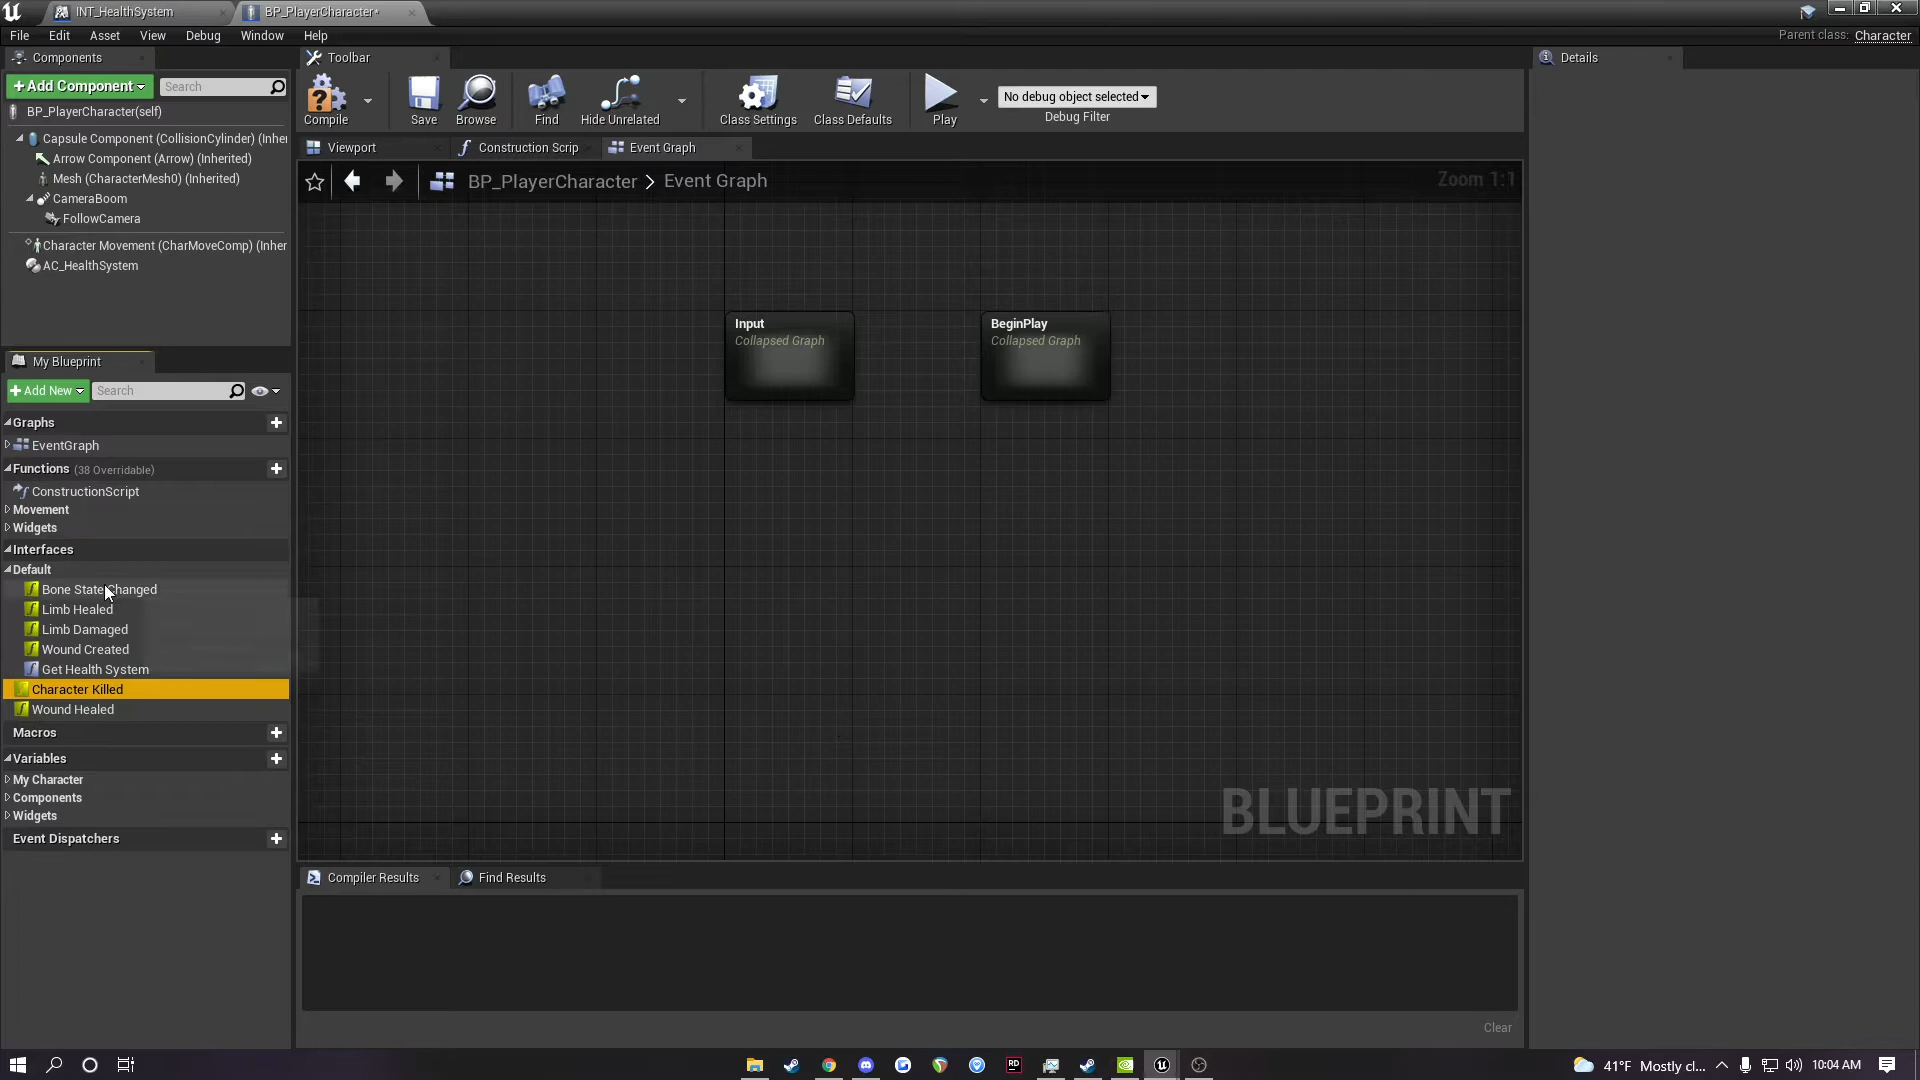 INT_HealthSystem
BP_PlayerCharacter*
File Edit Asset View Debug Window Help
Parent class: Character
Components
Toolbar
Details
+Add Component
Search
BP_PlayerCharacter(self)
Capsule Component (CollisionCylinder) (Inhe
Arrow Component (Arrow) (Inherited)
Mesh (CharacterMesh0) (Inherited)
CameraBoom
FollowCamera
Character Movement (CharMoveComp) (Inher
AC_HealthSystem
Compile
Save
Browse
Find
Hide Unrelated
Class Settings
Class Defaults
Play
No debug object selected
Debug Filter
Viewport
Construction Scrip
Event Graph
BP_PlayerCharacter > Event Graph
Zoom 1:1
Input
Collapsed Graph
BeginPlay
Collapsed Graph
BLUEPRINT
My Blueprint
+Add New
Search
Graphs
EventGraph
Functions (38 Overridable)
ConstructionScript
Movement
Widgets
Interfaces
Default
Bone State Changed
Limb Healed
Limb Damaged
Wound Created
Get Health System
Character Killed
Wound Healed
Macros
Variables
My Character
Components
Widgets
Event Dispatchers
Compiler Results
Find Results
Clear
RD
41°F Mostly cl...
10:04 AM